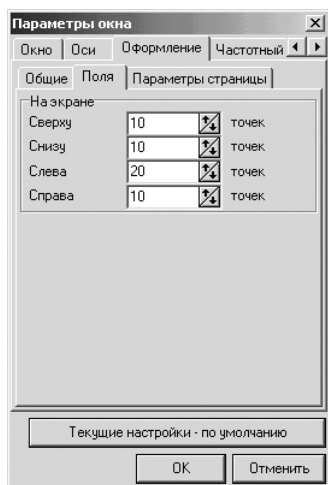 Параметры окна
Окно Оси Оформление Частотный
Общие Поля Параметры страницы
На экране
Сверху 10 точек
Снизу 10 точек
Слева 20 точек
Справа 10 точек
Текущие настройки - по умолчанию
OK Отменить